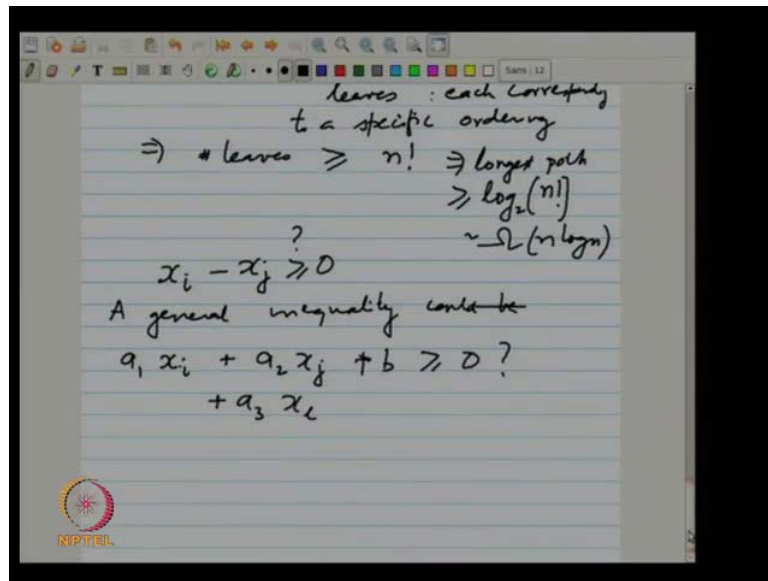 Sans 12
leaves : each corresponds
to a specific ordering
⇒ # leaves ≥ n! ⇒ longest path
≥ log₂(n!)
~ Ω(n log n)
?
xᵢ - xⱼ ≥ 0
A general inequality could be
a₁ xᵢ + a₂ xⱼ + b ≥ 0 ?
+ a₃ xₗ
NPTEL